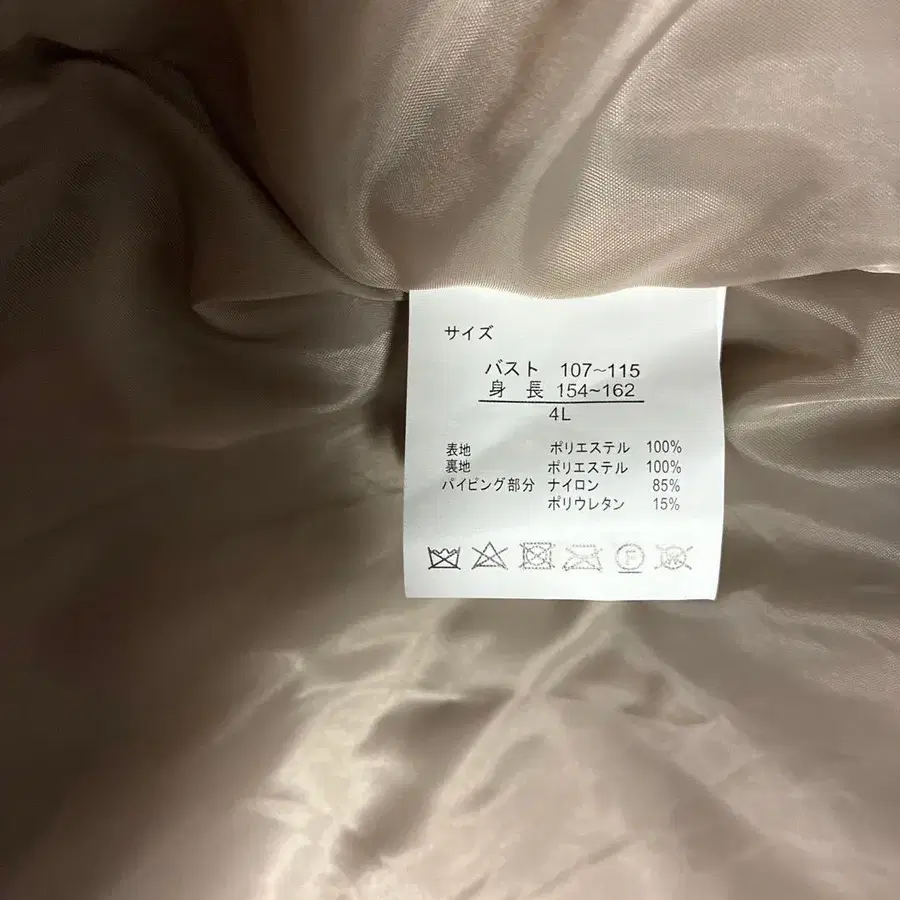 サイズ
バスト 107~115
身 長 154~162
4L
表地 ポリエステル 100%
裏地 ポリエステル 100%
パイピング部分 ナイロン 85%
ポリウレタン 15%